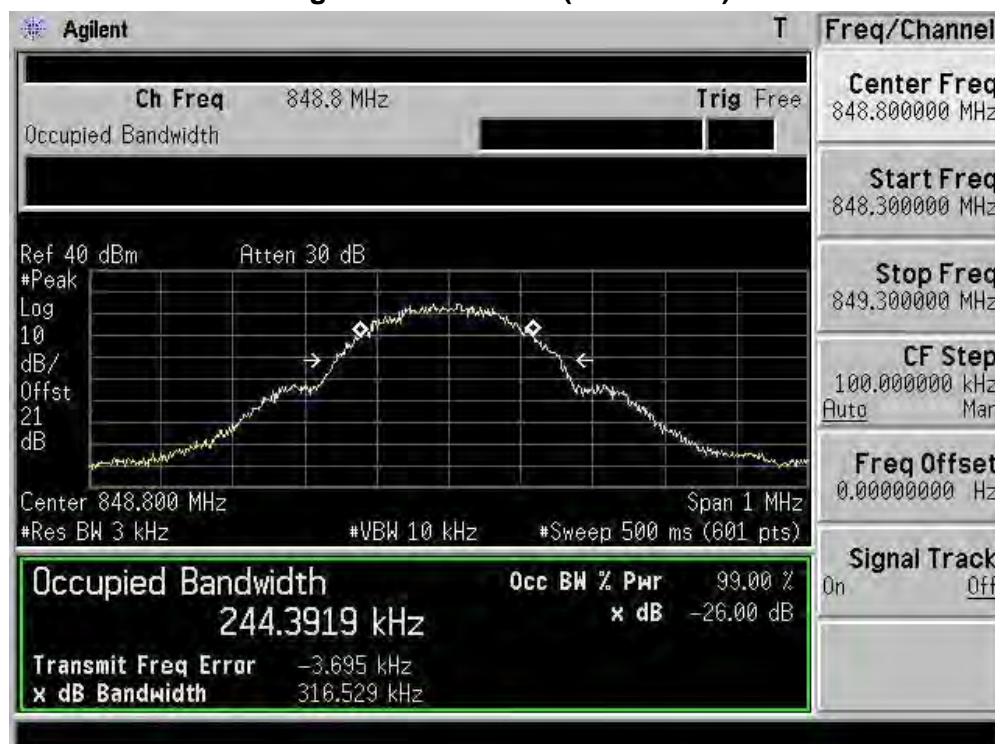 Agilent T Freq/Channel
Ch Freq 848.8 MHz Trig Free
Occupied Bandwidth
Center Freq
848.800000 MHz
Start Freq
848.300000 MHz
Stop Freq
849.300000 MHz
CF Step
100.000000 kHz
Auto Man
Freq Offset
0.00000000 Hz
Signal Track
On Off
Ref 40 dBm Atten 30 dB
#Peak
Log
10
dB/
Offst
21
dB
Center 848.800 MHz Span 1 MHz
#Res BW 3 kHz #VBW 10 kHz #Sweep 500 ms (601 pts)
Occupied Bandwidth Occ BW % Pwr 99.00 %
244.3919 kHz x dB -26.00 dB
Transmit Freq Error -3.695 kHz
x dB Bandwidth 316.529 kHz